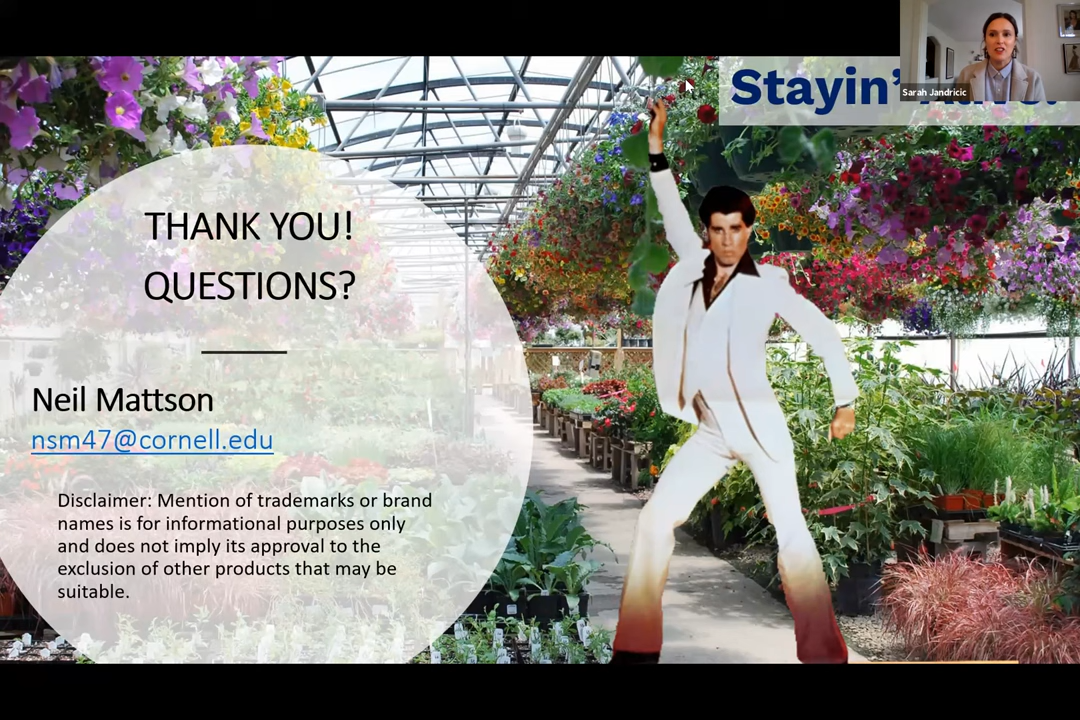 Stayin'
Sarah Jandricic
THANK YOU!
QUESTIONS?
Neil Mattson
nsm47@cornell.edu
Disclaimer: Mention of trademarks or brand
names is for informational purposes only
and does not imply its approval to the
exclusion of other products that may be
suitable.